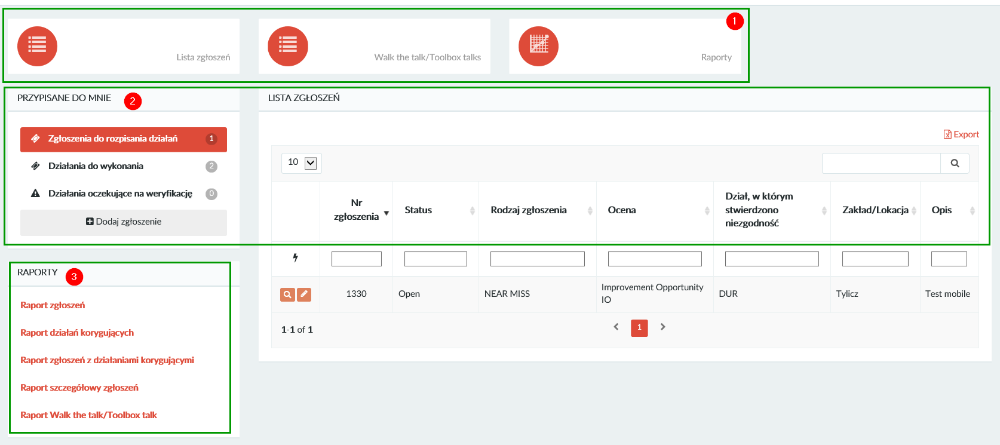 1
Lista zgłoszeń
Walk the talk/Toolbox talks
Raporty
PRZYPISANE DO MNIE
2
Zgłoszenia do rozpisania działań 1
Działania do wykonania 2
Działania oczekujące na weryfikację 0
Dodaj zgłoszenie
RAPORTY
3
Raport zgłoszeń
Raport działań korygujących
Raport zgłoszeń z działaniami korygującymi
Raport szczegółowy zgłoszeń
Raport Walk the talk/Toolbox talk
LISTA ZGŁOSZEŃ
Export
10
Nr
zgłoszenia
Status
Rodzaj zgłoszenia
Ocena
Dział, w którym
stwierdzono
niezgodność
Zakład/Lokacja
Opis
1330
Open
NEAR MISS
Improvement Opportunity
IO
DUR
Tylicz
Test mobile
1-1 of 1
1